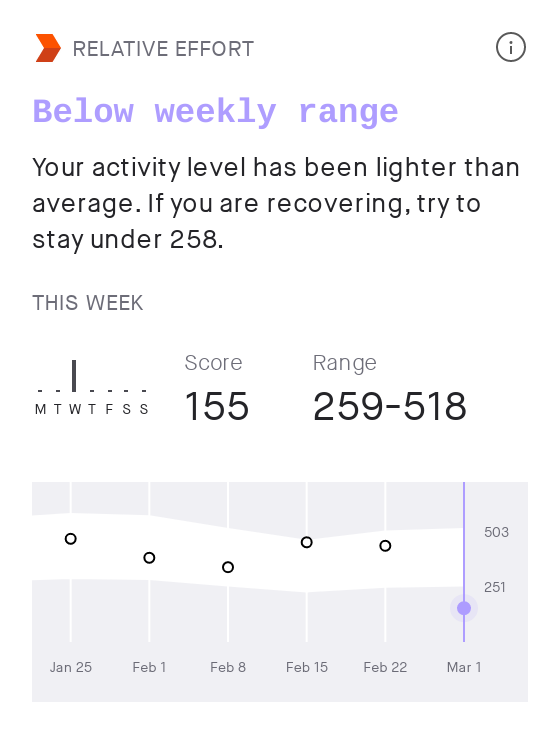 RELATIVE EFFORT
Below weekly range
Your activity level has been lighter than
average. If you are recovering, try to
stay under 258.
THIS WEEK
Score Range
155 259-518
M T W T F S S
503
251
Jan 25 Feb 1 Feb 8 Feb 15 Feb 22 Mar 1